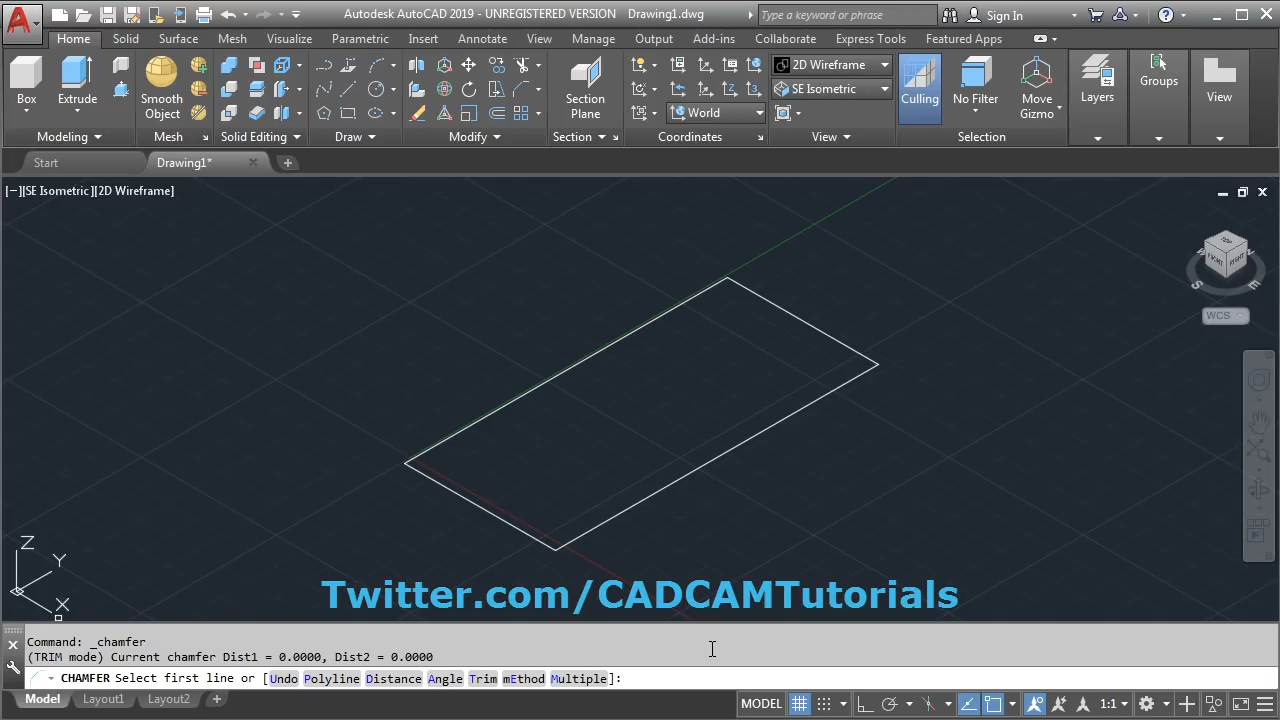 Autodesk AutoCAD 2019 - UNREGISTERED VERSION Drawing1.dwg
Type a keyword or phrase
Sign In
Home Solid Surface Mesh Visualize Parametric Insert Annotate View Manage Output Add-ins Collaborate Express Tools Featured Apps
2D Wireframe
SE Isometric
World
Box Extrude Smooth Object Section Plane Culling No Filter Move Gizmo Layers Groups View
Modeling Mesh Solid Editing Draw Modify Section Coordinates View Selection
Start Drawing1*
[−][SE Isometric][2D Wireframe]
TOP
FRONT RIGHT
W
S E
WCS
Z
Y
X
Twitter.com/CADCAMTutorials
Command: _chamfer
(TRIM mode) Current chamfer Dist1 = 0.0000, Dist2 = 0.0000
CHAMFER Select first line or [Undo Polyline Distance Angle Trim mEthod Multiple]:
Model Layout1 Layout2 +
MODEL 1:1